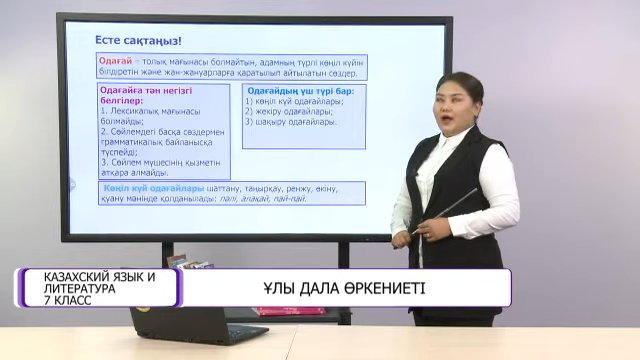 Есте сақтаңыз!
Одағай – толық мағынасы болмайтын, адамның түрлі көңіл күйін
білдіретін және жан-жануарларға қаратылып айтылатын сөздер.
Одағайға тән негізгі
белгілер:
1. Лексикалық мағынасы
болмайды;
2. Сөйлемдегі басқа сөздермен
грамматикалық байланысқа
түспейді;
3. Сөйлем мүшесінің қызметін
атқара алмайды.
Одағайдың үш түрі бар:
1) көңіл күй одағайлары;
2) жекіру одағайлары;
3) шақыру одағайлары.
Көңіл күй одағайлары шаттану, таңырқау, ренжу, өкіну,
қуану мәнінде қолданылады: пәлі, алақай, пай-пай.
КАЗАХСКИЙ ЯЗЫК И
ЛИТЕРАТУРА
7 КЛАСС
ҰЛЫ ДАЛА ӨРКЕНИЕТІ